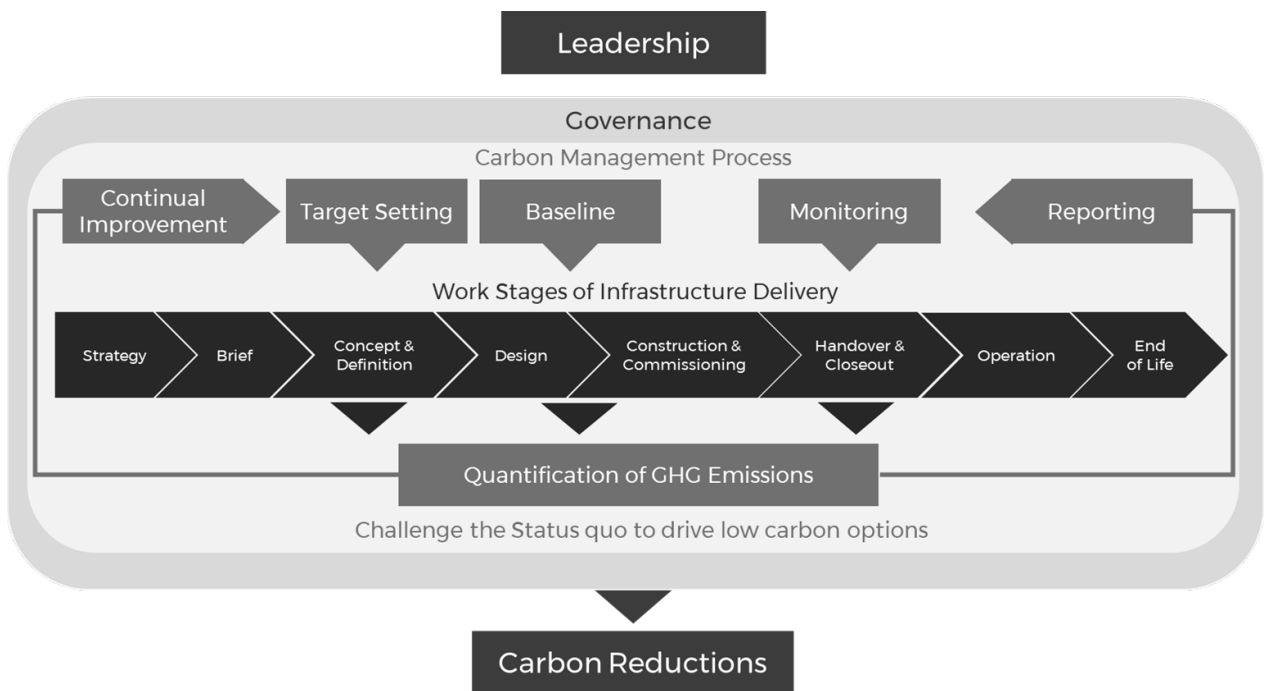 Leadership
Governance
Carbon Management Process
Continual
Improvement
Target Setting
Baseline
Monitoring
Reporting
Work Stages of Infrastructure Delivery
Strategy
Brief
Concept &
Definition
Design
Construction &
Commissioning
Handover &
Closeout
Operation
End
of Life
Quantification of GHG Emissions
Challenge the Status quo to drive low carbon options
Carbon Reductions